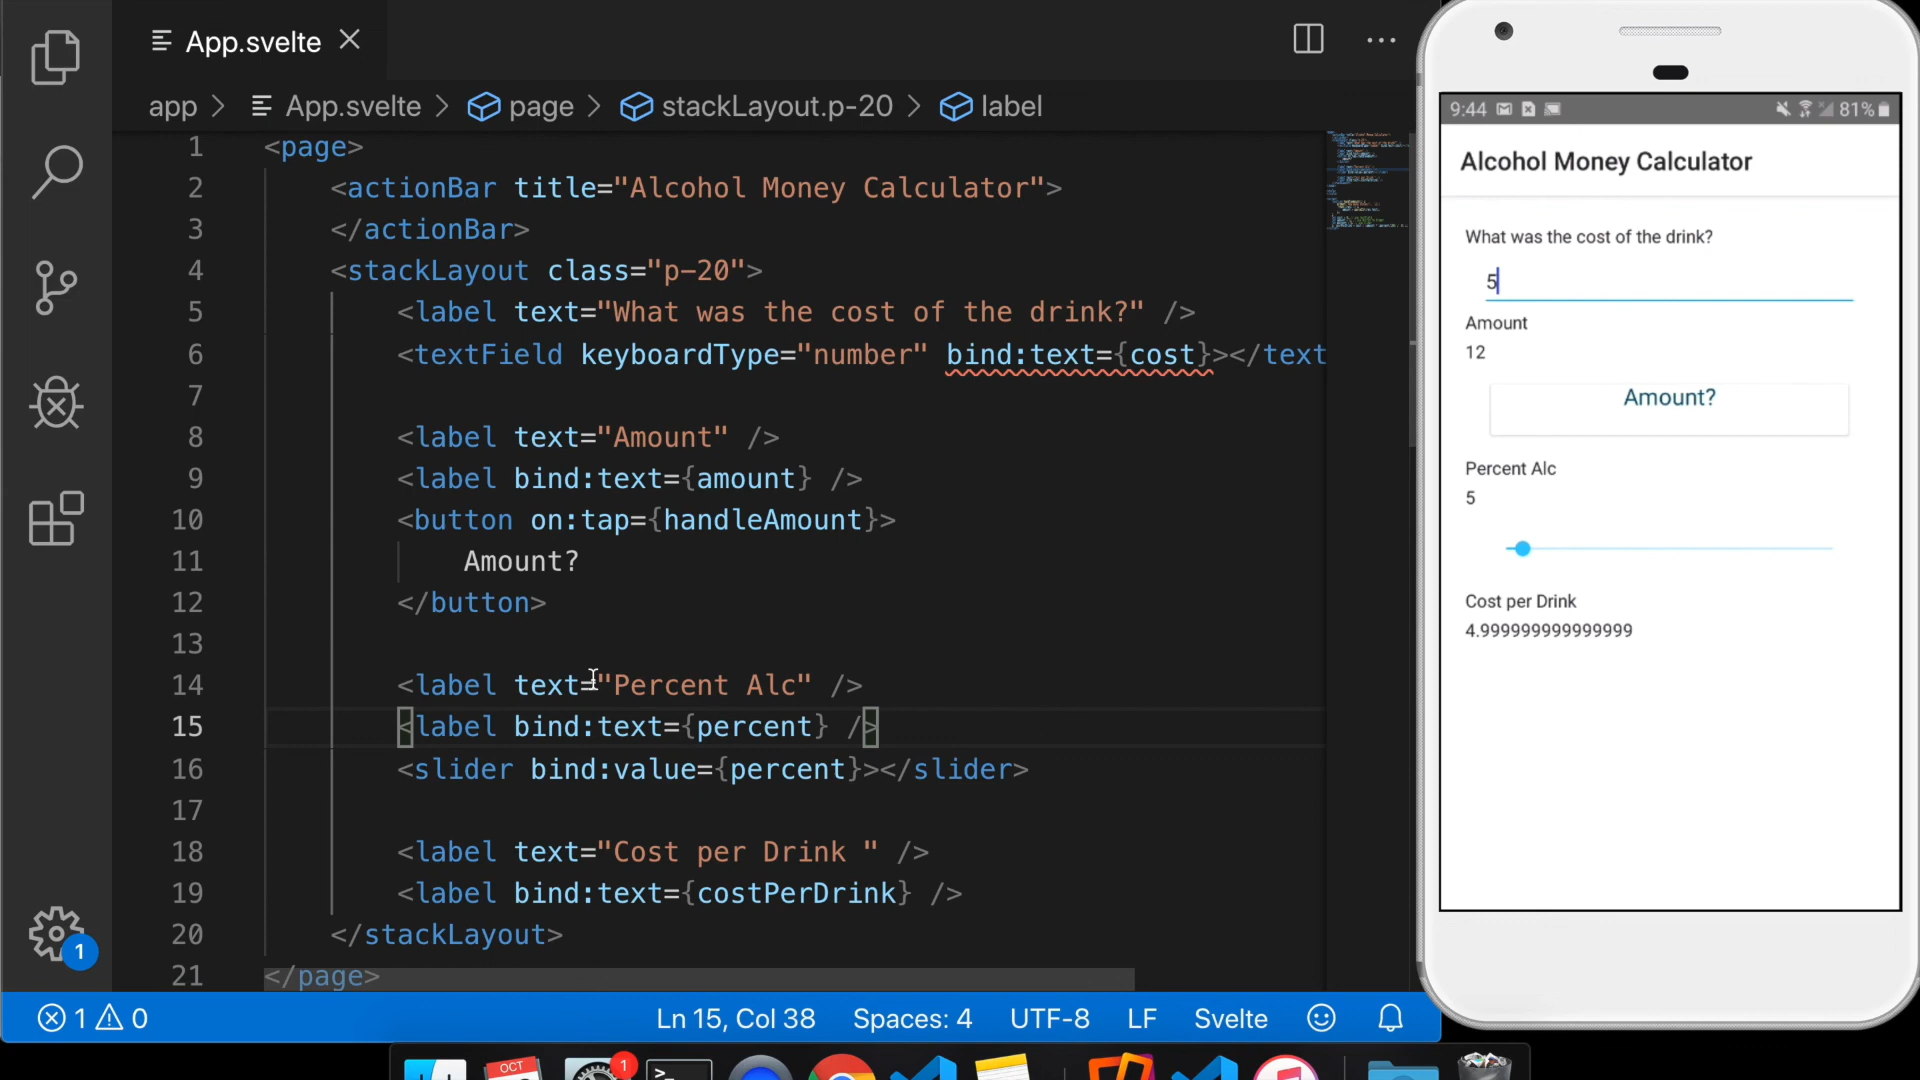 App.svelte
app > App.svelte > page > stackLayout.p-20 > label
1 <page>
2 <actionBar title="Alcohol Money Calculator">
3 </actionBar>
4 <stackLayout class="p-20">
5 <label text="What was the cost of the drink?" />
6 <textField keyboardType="number" bind:text={cost}></text
7
8 <label text="Amount" />
9 <label bind:text={amount} />
10 <button on:tap={handleAmount}>
11 Amount?
12 </button>
13
14 <label text="Percent Alc" />
15 <label bind:text={percent} />
16 <slider bind:value={percent}></slider>
17
18 <label text="Cost per Drink " />
19 <label bind:text={costPerDrink} />
20 </stackLayout>
21 </page>
1
1 0 Ln 15, Col 38 Spaces: 4 UTF-8 LF Svelte
OCT
1
9:44 81%
Alcohol Money Calculator
What was the cost of the drink?
5
Amount
12
Amount?
Percent Alc
5
Cost per Drink
4.999999999999999